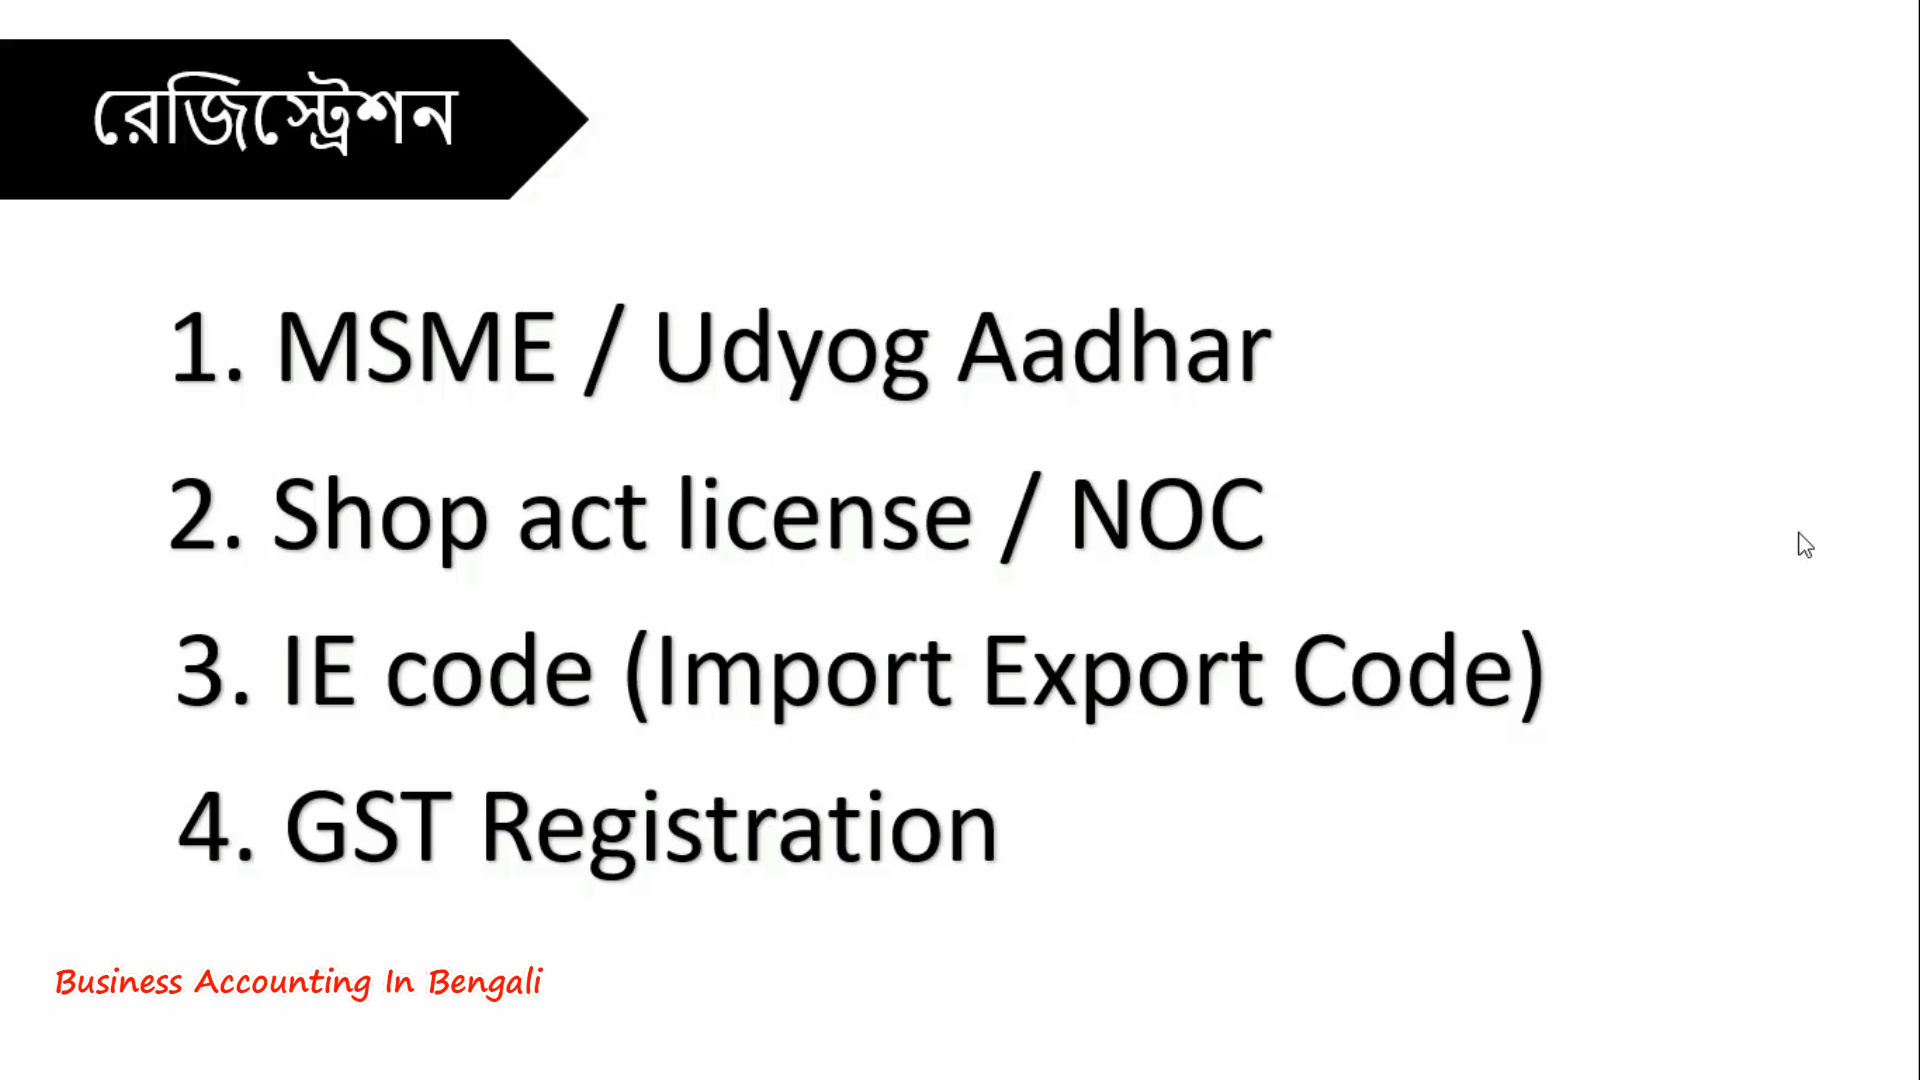 রেজিস্ট্রেশন
1. MSME / Udyog Aadhar
2. Shop act license / NOC
3. IE code (Import Export Code)
4. GST Registration
Business Accounting In Bengali